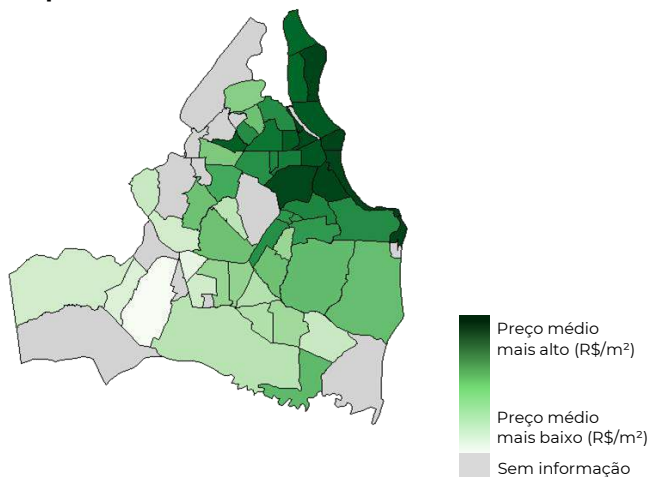 Preço médio
mais alto (R$/m²)
Preço médio
mais baixo (R$/m²)
Sem informação